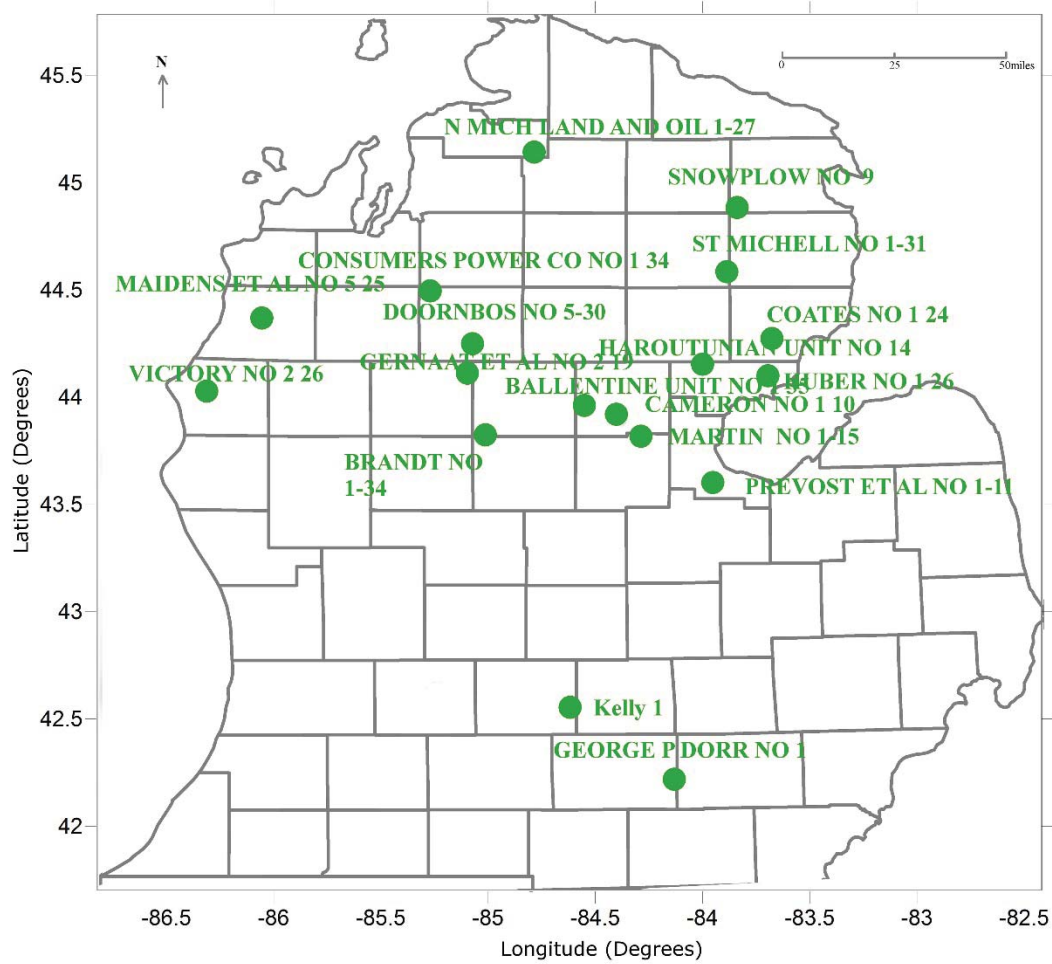 45.5
N
0 25 50miles
N MICH LAND AND OIL 1-27
45
SNOWPLOW NO 9
ST MICHELL NO 1-31
CONSUMERS POWER CO NO 1 34
MAIDENS ET AL NO 5 25
44.5
DOORNBOS NO 5-30
COATES NO 1 24
HAROUTUNIAN UNIT NO 14
GERNAAT ET AL NO 2 19
VICTORY NO 2 26
HUBER NO 1 26
BALLENTINE UNIT NO
44
CAMERON NO 1 10
MARTIN NO 1-15
BRANDT NO
1-34
PREVOST ET AL NO 1-11
43.5
Latitude (Degrees)
43
42.5
Kelly 1
GEORGE P DORR NO 1
42
-86.5 -86 -85.5 -85 -84.5 -84 -83.5 -83 -82.5
Longitude (Degrees)